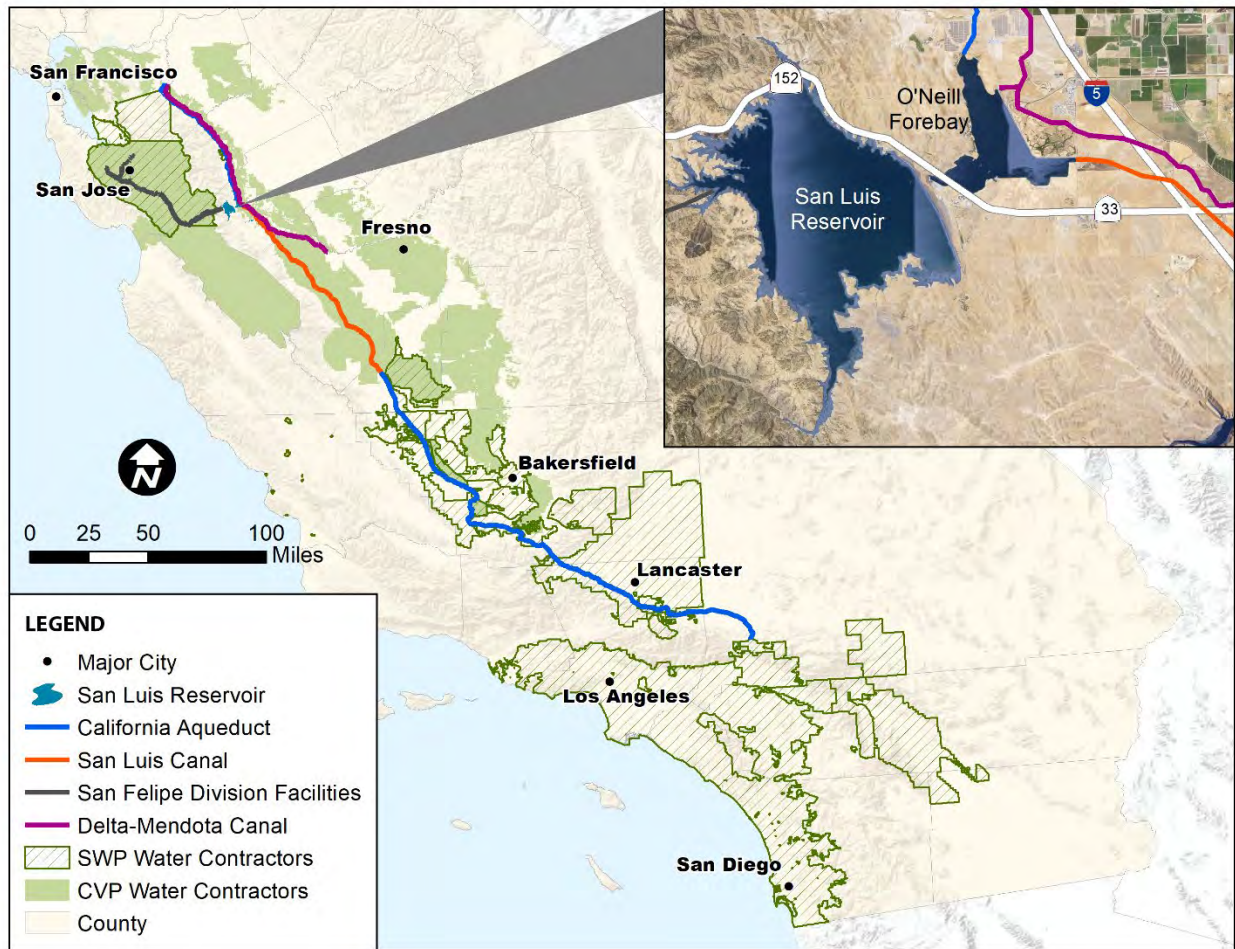 San Francisco
San Jose
Fresno
Bakersfield
Lancaster
Los Angeles
San Diego
152
O'Neill
Forebay
5
San Luis
Reservoir
33
N
0 25 50 100
Miles
LEGEND
Major City
San Luis Reservoir
California Aqueduct
San Luis Canal
San Felipe Division Facilities
Delta-Mendota Canal
SWP Water Contractors
CVP Water Contractors
County